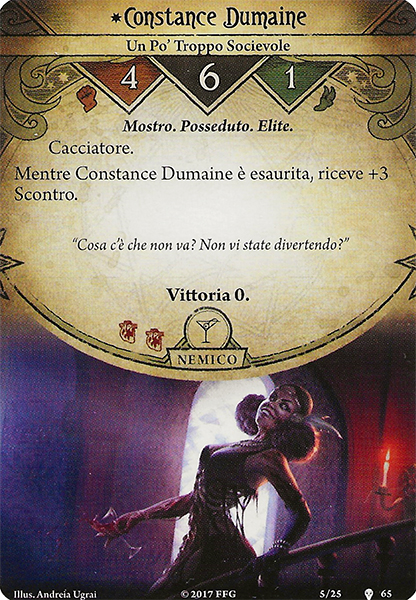 Constance Dumaine
Un Po' Troppo Socievole
4 6 1
Mostro. Posseduto. Elite.
Cacciatore.
Mentre Constance Dumaine è esaurita, riceve +3
Scontro.
“Cosa c'è che non va? Non vi state divertendo?”
Vittoria 0.
NEMICO
Illus. Andreia Ugrai © 2017 FFG 5/25 65